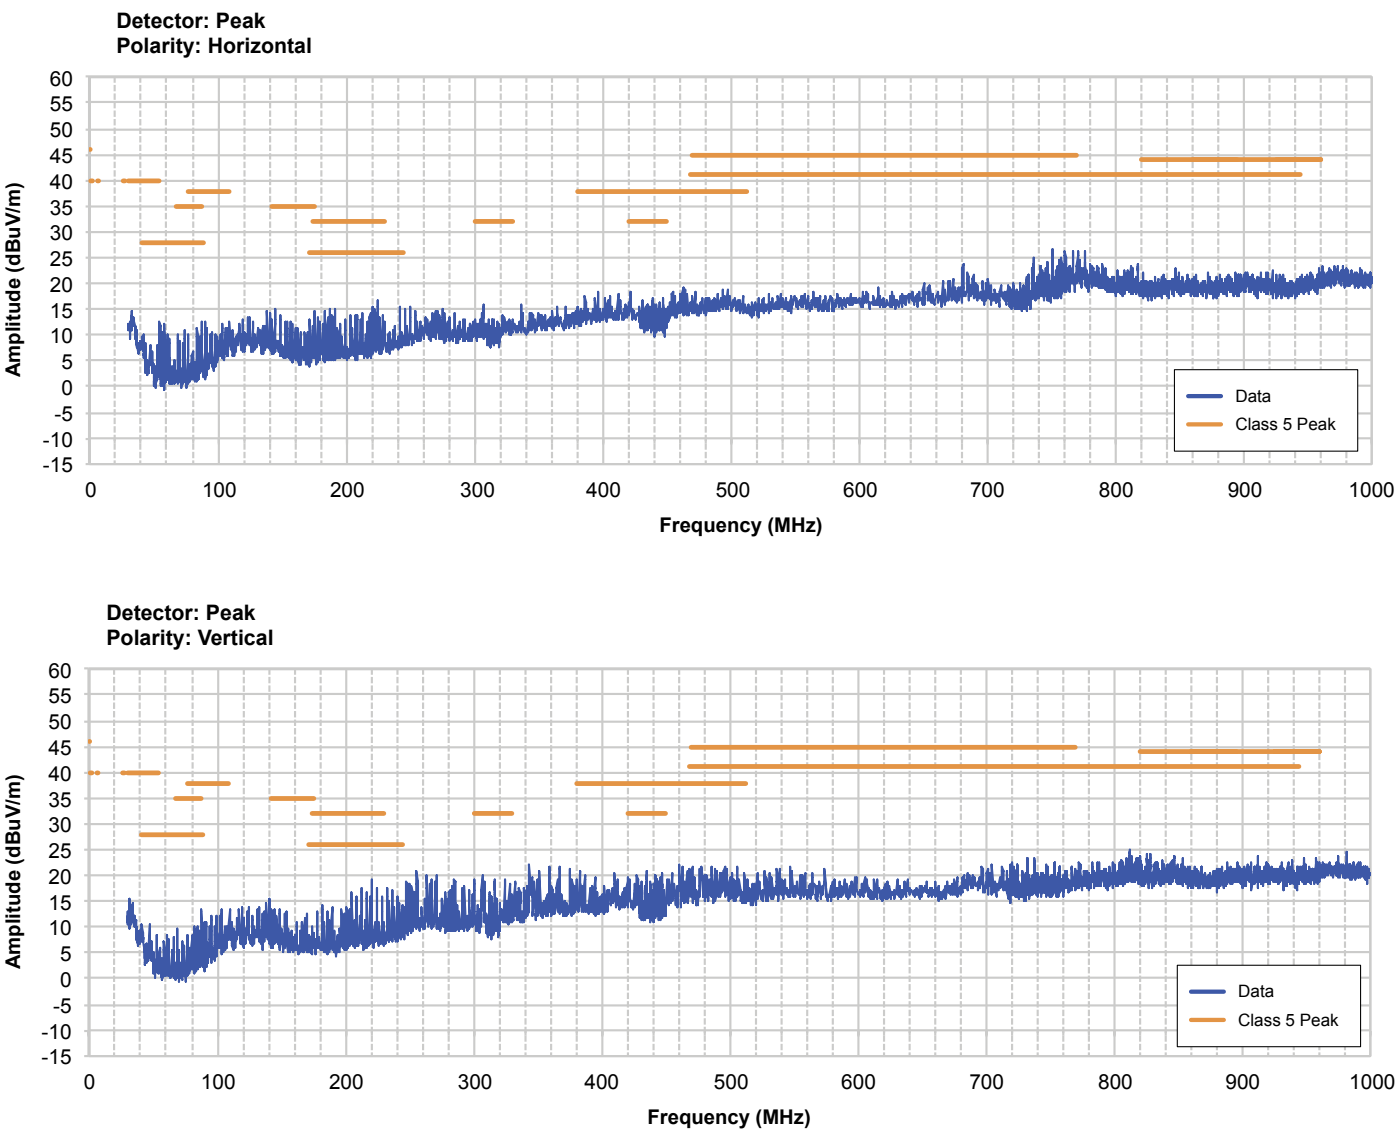 Detector: Peak
Polarity: Horizontal
Amplitude (dBuV/m)
60
55
50
45
40
35
30
25
20
15
10
5
0
-5
-10
-15
0 100 200 300 400 500 600 700 800 900 1000
Frequency (MHz)
Data
Class 5 Peak
Detector: Peak
Polarity: Vertical
Amplitude (dBuV/m)
60
55
50
45
40
35
30
25
20
15
10
5
0
-5
-10
-15
0 100 200 300 400 500 600 700 800 900 1000
Frequency (MHz)
Data
Class 5 Peak